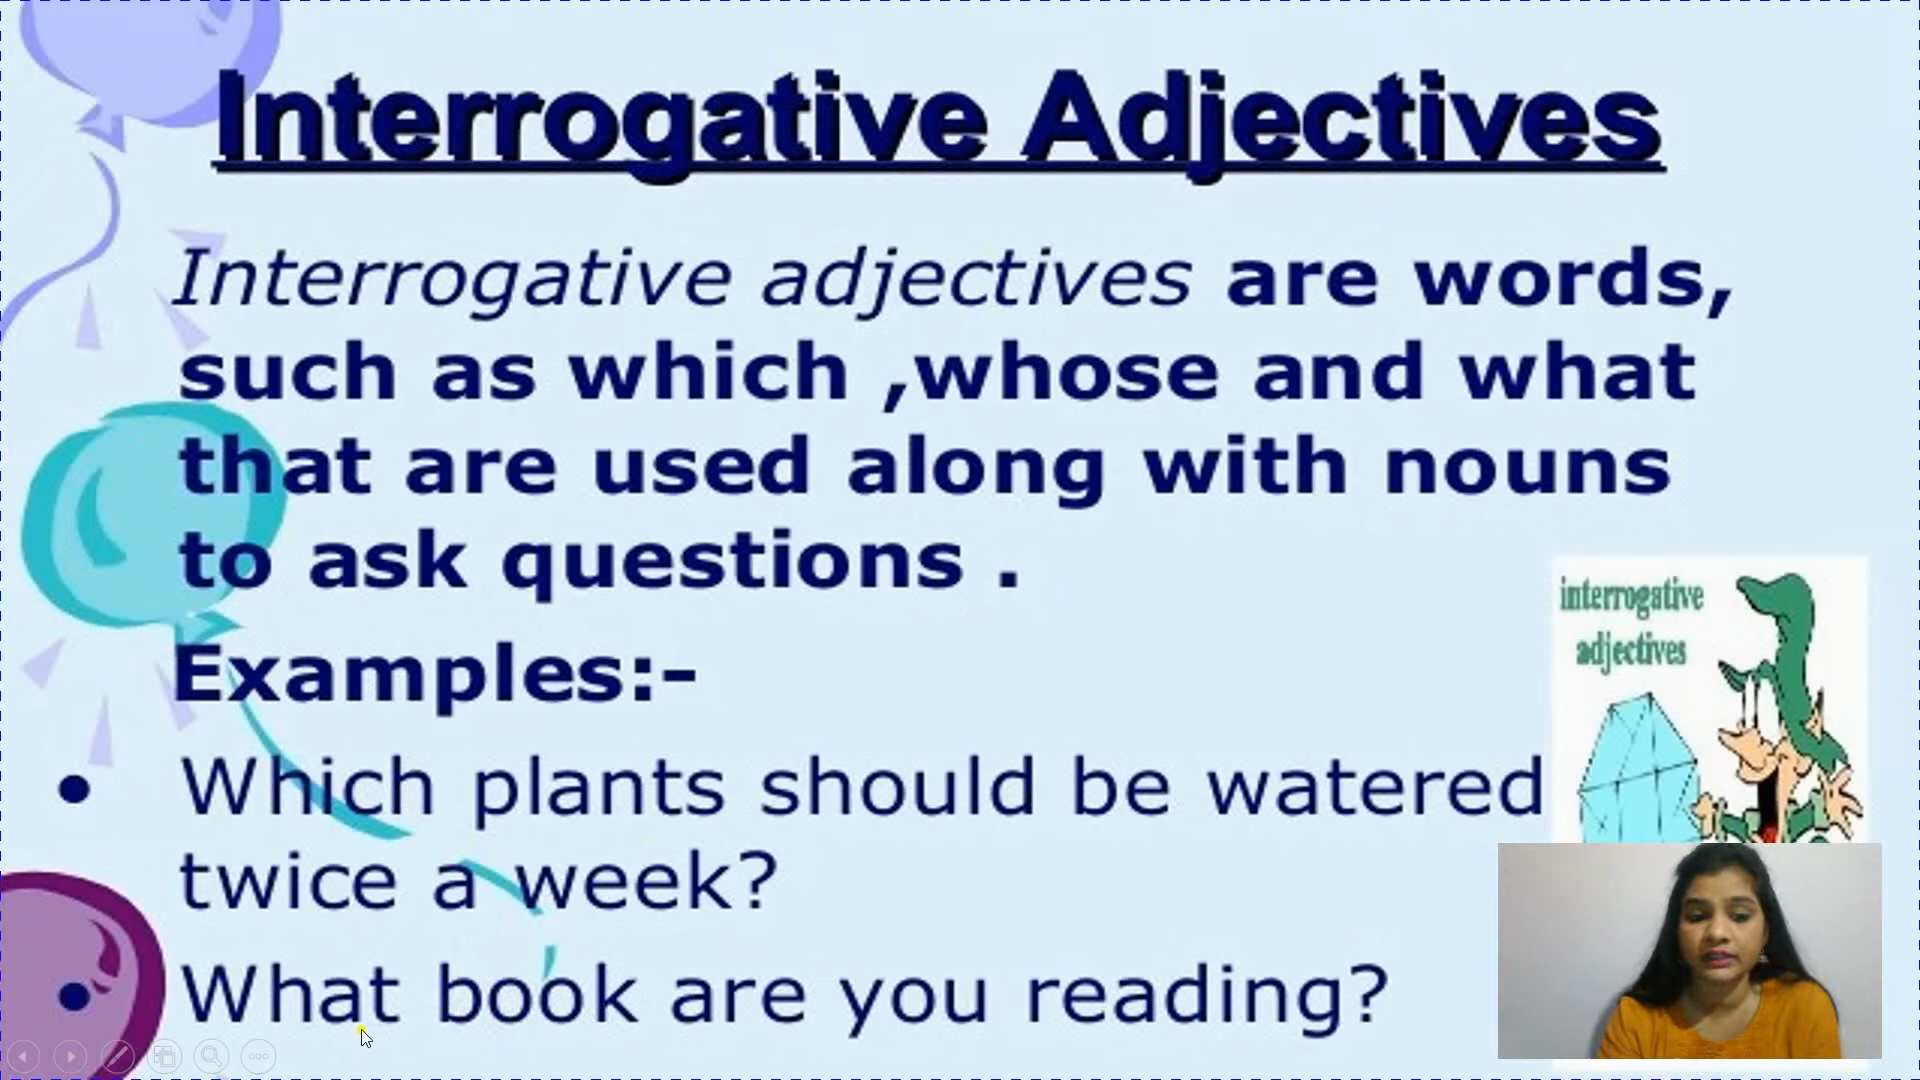 Interrogative Adjectives
Interrogative adjectives are words,
such as which ,whose and what
that are used along with nouns
to ask questions .
Examples:-
• Which plants should be watered
twice a week?
• What book are you reading?
interrogative
adjectives